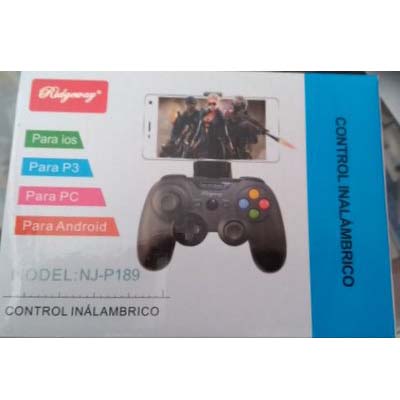 Ridgeway®
Para ios
Para P3
Para PC
Para Android
MODEL:NJ-P189
CONTROL INÁLAMBRICO
CONTROL INALÁMBRICO